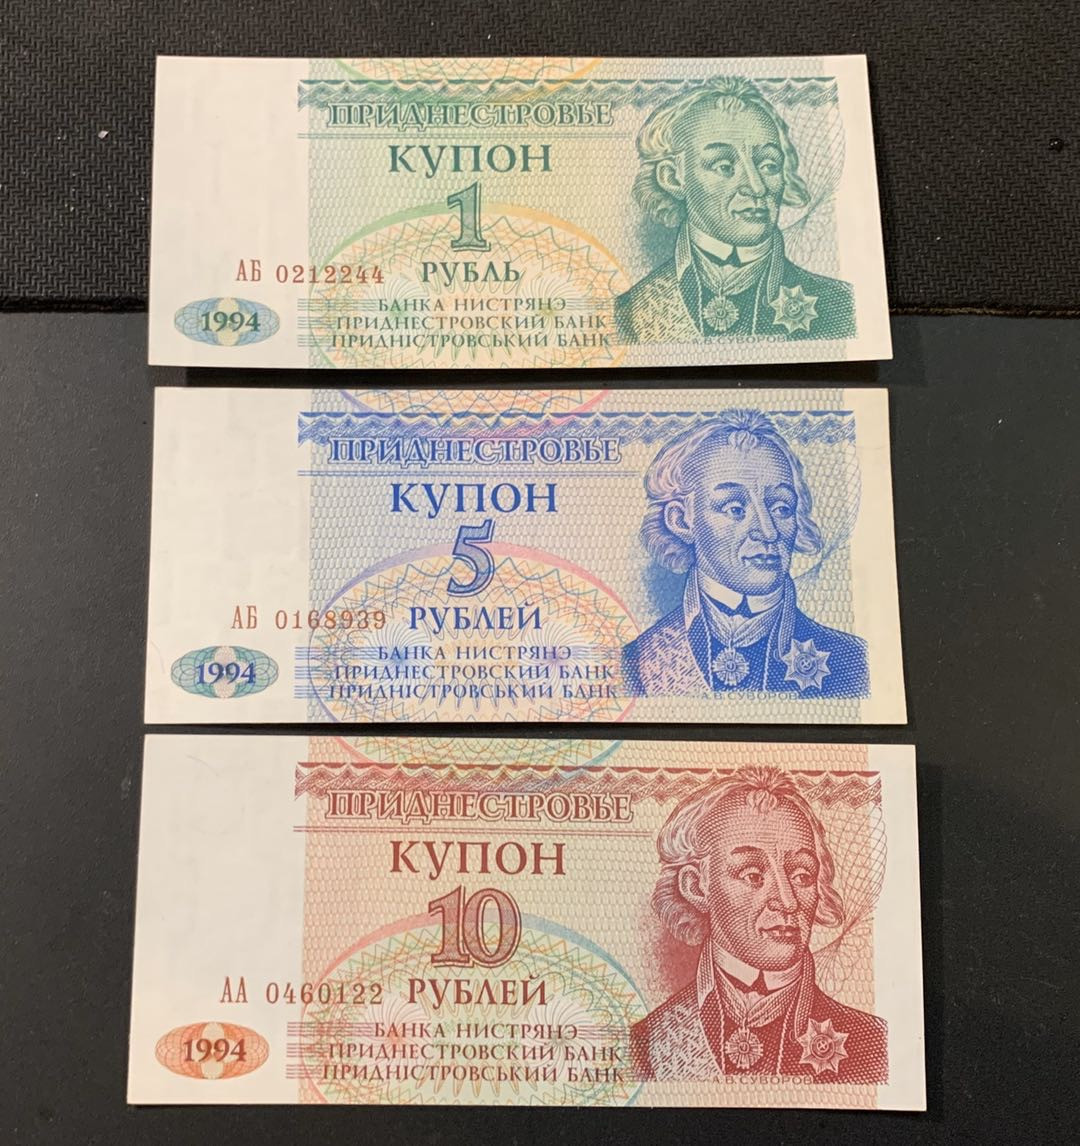 ПРИДНЕСТРОВЬЕ
КУПОН
1
АБ 0212244 РУБЛЬ
БАНКА НИСТРЯНЭ
1994 ПРИДНЕСТРОВСКИЙ БАНК
ПРИДНІСТРОВСЬКИЙ БАНК
А.В.СУВОРОВ
ПРИДНЕСТРОВЬЕ
КУПОН
5
АБ 0168939 РУБЛЕЙ
БАНКА НИСТРЯНЭ
1994 ПРИДНЕСТРОВСКИЙ БАНК
ПРИДНІСТРОВСЬКИЙ БАНК
А.В.СУВОРОВ
ПРИДНЕСТРОВЬЕ
КУПОН
10
АА 0460122 РУБЛЕЙ
БАНКА НИСТРЯНЭ
1994 ПРИДНЕСТРОВСКИЙ БАНК
ПРИДНІСТРОВСЬКИЙ БАНК
А.В.СУВОРОВ